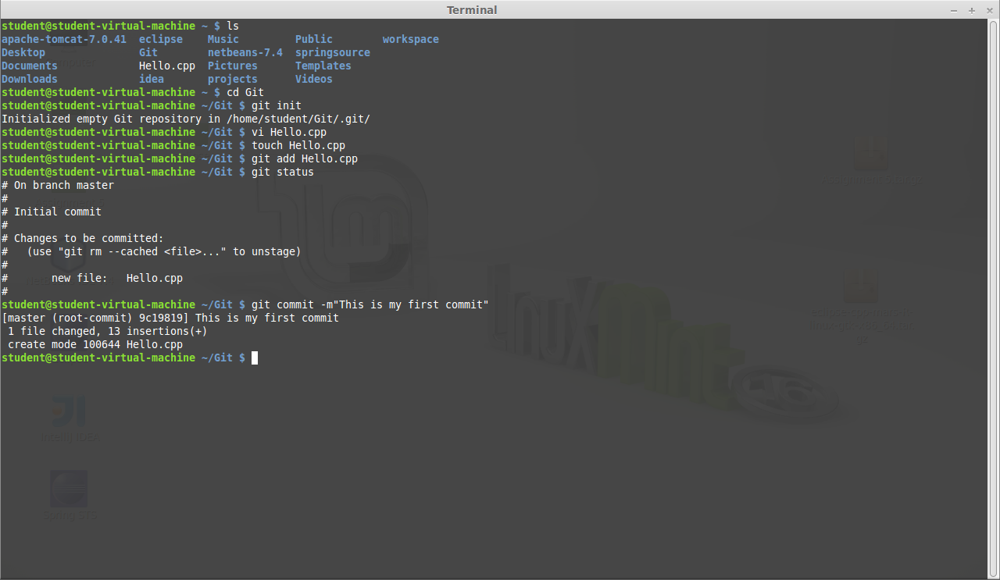 Terminal
student@student-virtual-machine ~ $ ls
apache-tomcat-7.0.41  eclipse   Music         Public        workspace
Desktop               Git       netbeans-7.4  springsource
Documents             Hello.cpp  Pictures      Templates
Downloads             idea      projects      Videos
student@student-virtual-machine ~ $ cd Git
student@student-virtual-machine ~/Git $ git init
Initialized empty Git repository in /home/student/Git/.git/
student@student-virtual-machine ~/Git $ vi Hello.cpp
student@student-virtual-machine ~/Git $ touch Hello.cpp
student@student-virtual-machine ~/Git $ git add Hello.cpp
student@student-virtual-machine ~/Git $ git status
# On branch master
#
# Initial commit
#
# Changes to be committed:
#   (use "git rm --cached <file>..." to unstage)
#
#       new file:   Hello.cpp
#
student@student-virtual-machine ~/Git $ git commit -m"This is my first commit"
[master (root-commit) 9c19819] This is my first commit
 1 file changed, 13 insertions(+)
 create mode 100644 Hello.cpp
student@student-virtual-machine ~/Git $
LinuxMint
IntelliJ IDEA
Spring STS